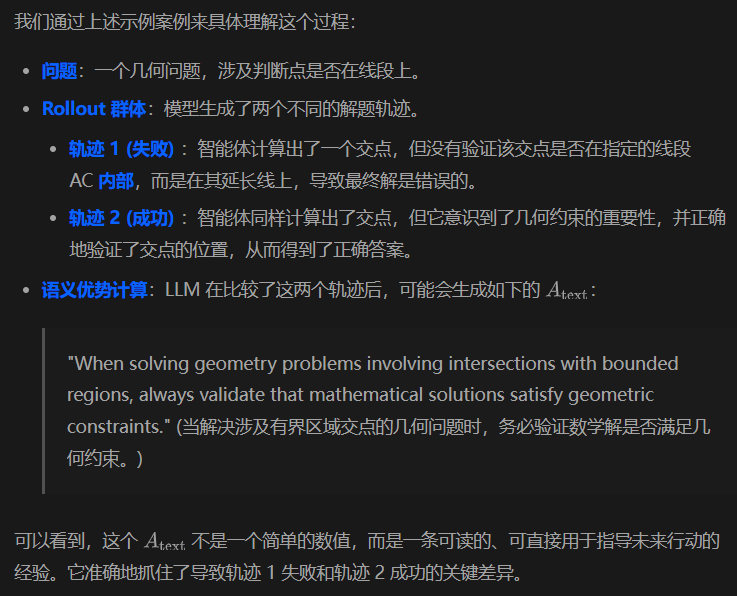 我们通过上述示例案例来具体理解这个过程：
• 问题：一个几何问题，涉及判断点是否在线段上。
• Rollout 群体：模型生成了两个不同的解题轨迹。
• 轨迹 1 (失败) ：智能体计算出了一个交点，但没有验证该交点是否在指定的线段
AC 内部，而是在其延长线上，导致最终解是错误的。
• 轨迹 2 (成功) ：智能体同样计算出了交点，但它意识到了几何约束的重要性，并正确
地验证了交点的位置，从而得到了正确答案。
• 语义优势计算：LLM 在比较了这两个轨迹后，可能会生成如下的 A_text：
"When solving geometry problems involving intersections with bounded
regions, always validate that mathematical solutions satisfy geometric
constraints." (当解决涉及有界区域交点的几何问题时，务必验证数学解是否满足几
何约束。)
可以看到，这个 A_text 不是一个简单的数值，而是一条可读的、可直接用于指导未来行动的
经验。它准确地抓住了导致轨迹 1 失败和轨迹 2 成功的关键差异。